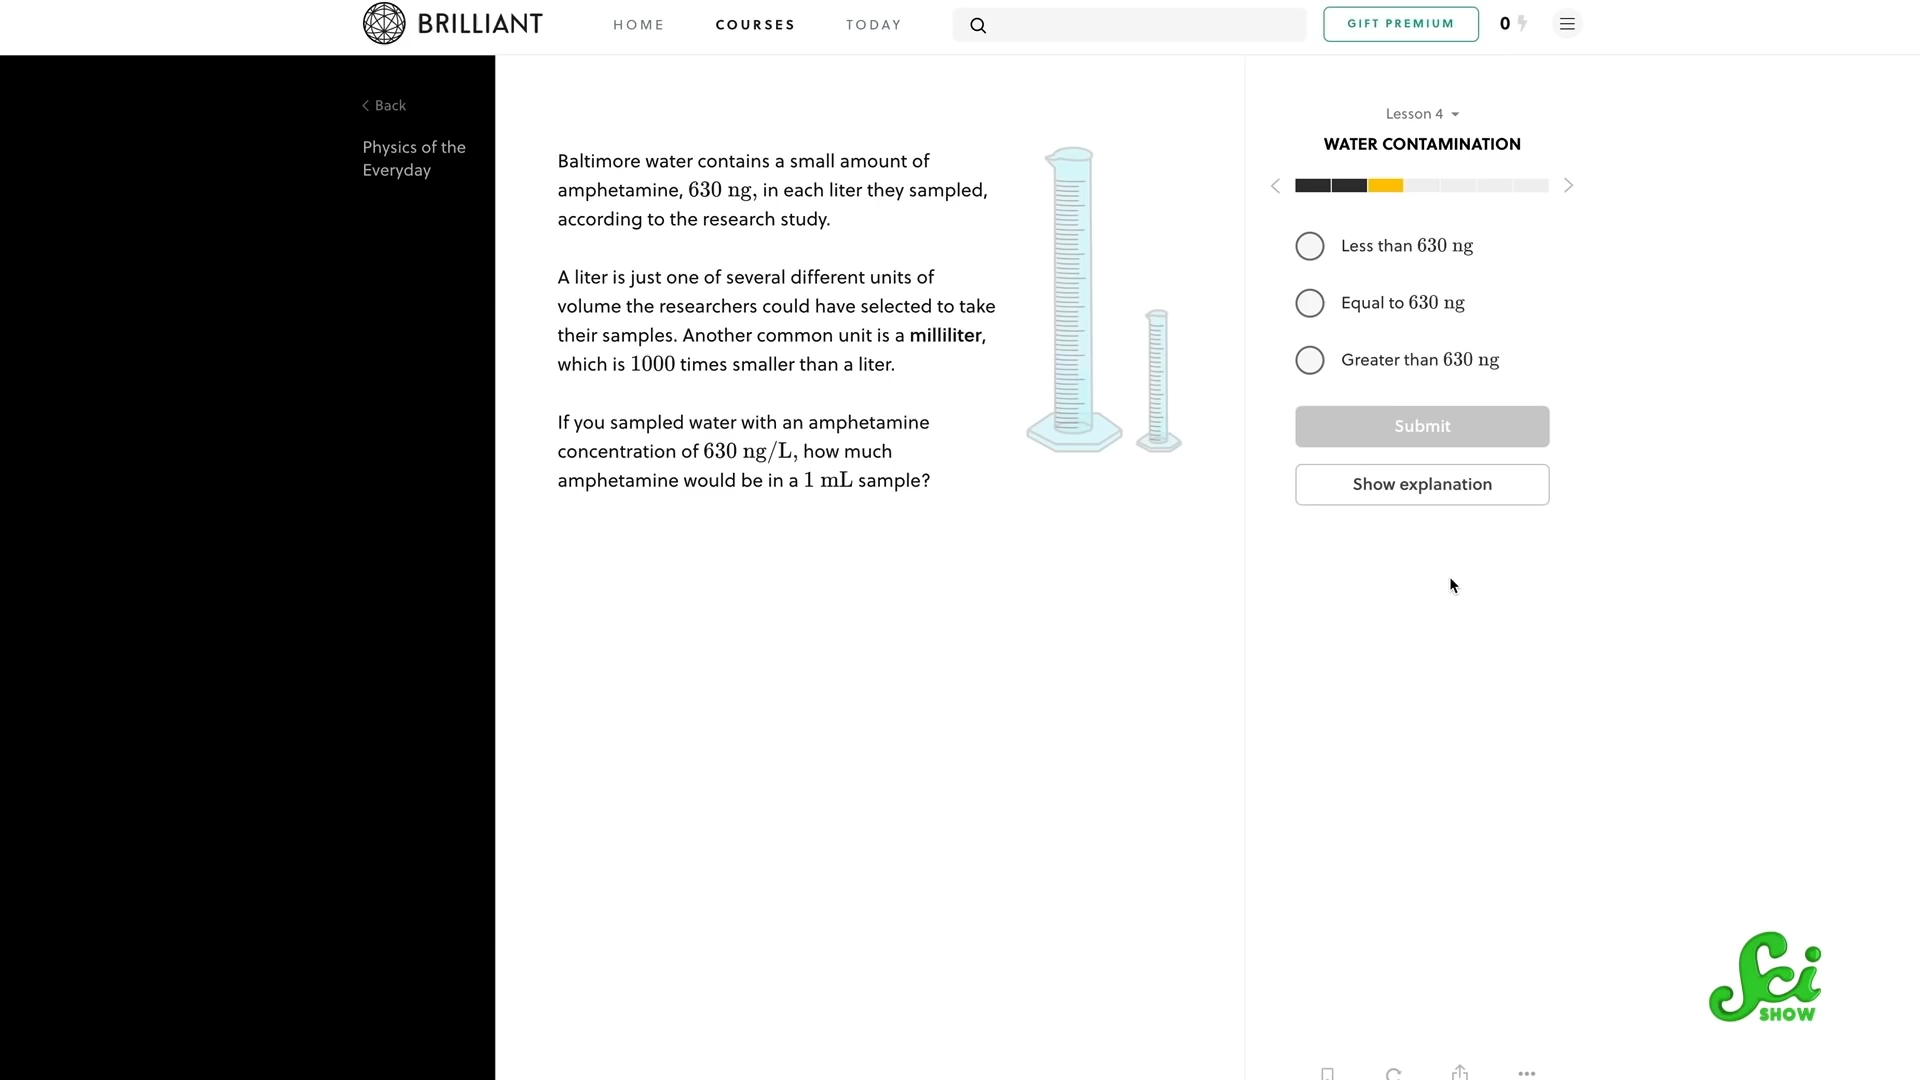 BRILLIANT
HOME
COURSES
TODAY
GIFT PREMIUM
0
Back
Physics of the
Everyday
Baltimore water contains a small amount of
amphetamine, 630 ng, in each liter they sampled,
according to the research study.
A liter is just one of several different units of
volume the researchers could have selected to take
their samples. Another common unit is a milliliter,
which is 1000 times smaller than a liter.
If you sampled water with an amphetamine
concentration of 630 ng/L, how much
amphetamine would be in a 1 mL sample?
Lesson 4
WATER CONTAMINATION
Less than 630 ng
Equal to 630 ng
Greater than 630 ng
Submit
Show explanation
Sci
SHOW